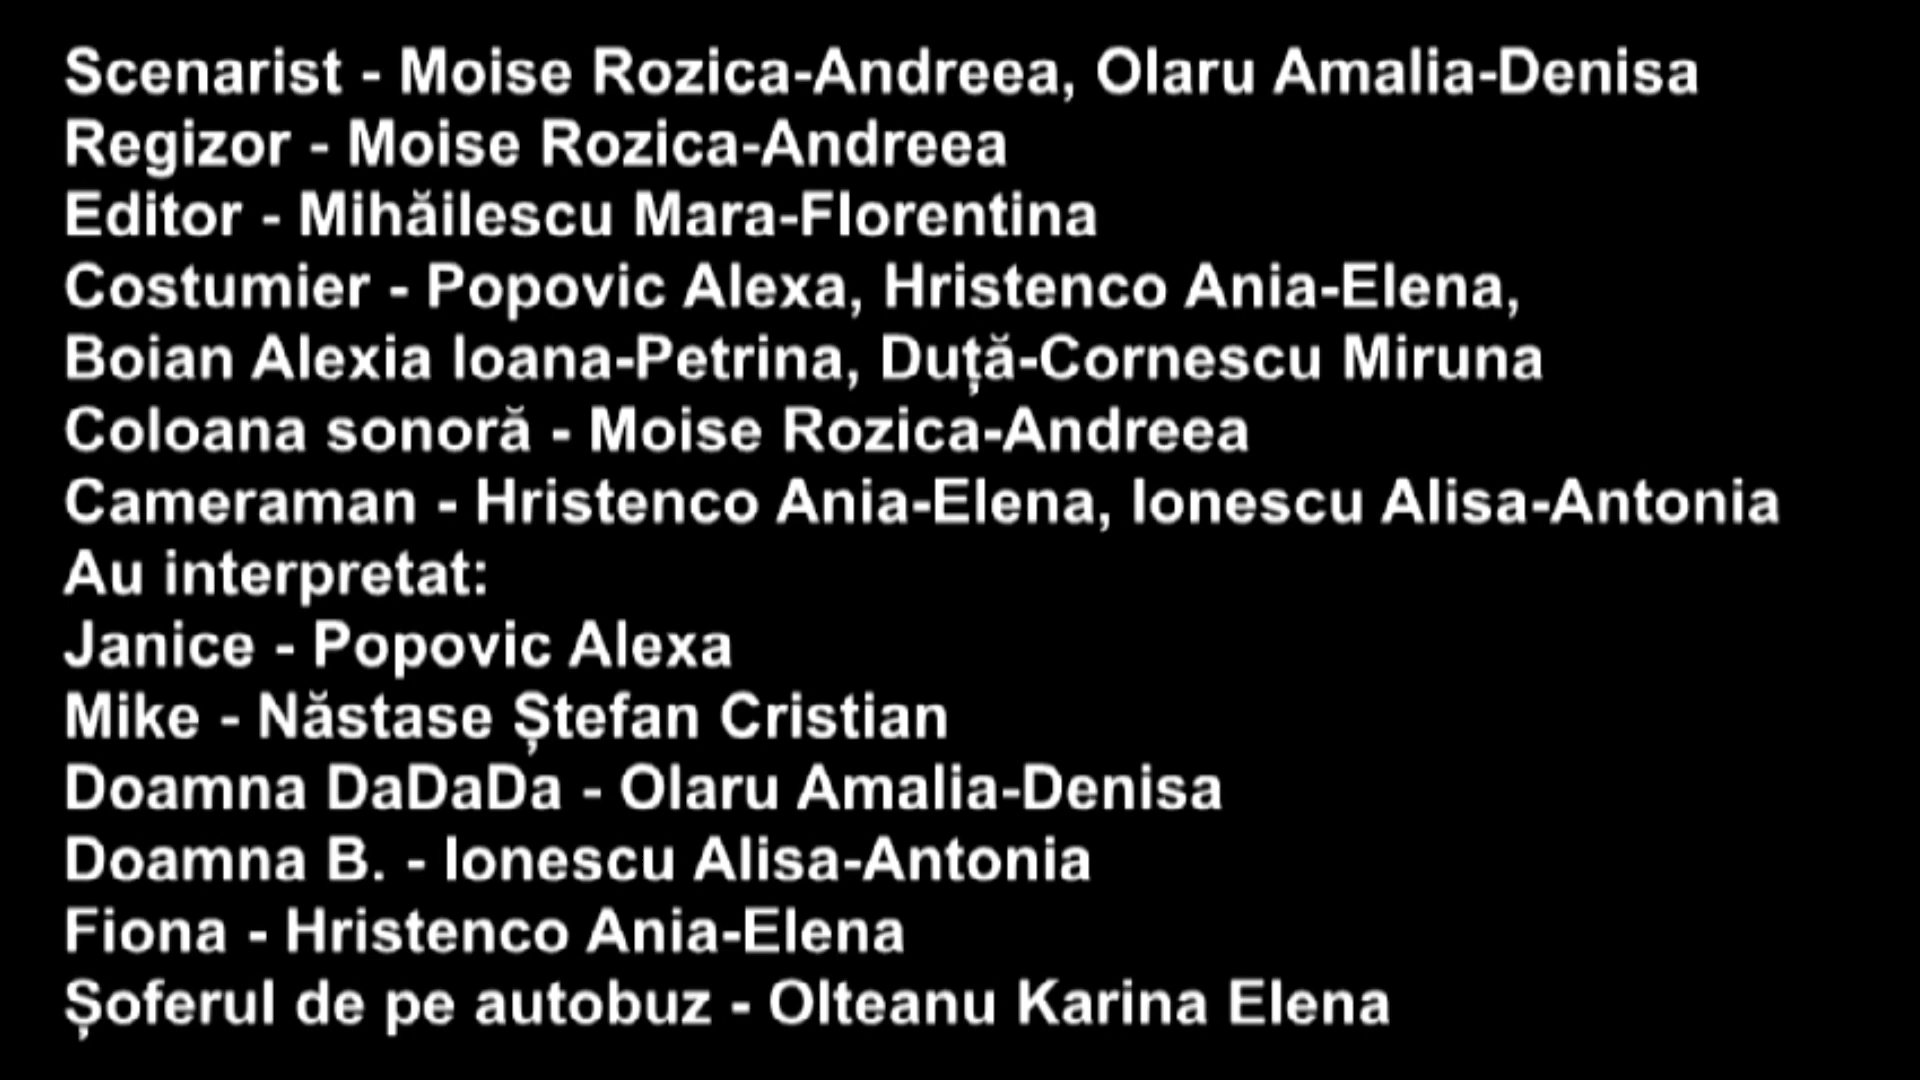 Scenarist - Moise Rozica-Andreea, Olaru Amalia-Denisa
Regizor - Moise Rozica-Andreea
Editor - Mihăilescu Mara-Florentina
Costumier - Popovic Alexa, Hristenco Ania-Elena,
Boian Alexia Ioana-Petrina, Duță-Cornescu Miruna
Coloana sonoră - Moise Rozica-Andreea
Cameraman - Hristenco Ania-Elena, Ionescu Alisa-Antonia
Au interpretat:
Janice - Popovic Alexa
Mike - Năstase Ștefan Cristian
Doamna DaDaDa - Olaru Amalia-Denisa
Doamna B. - Ionescu Alisa-Antonia
Fiona - Hristenco Ania-Elena
Șoferul de pe autobuz - Olteanu Karina Elena